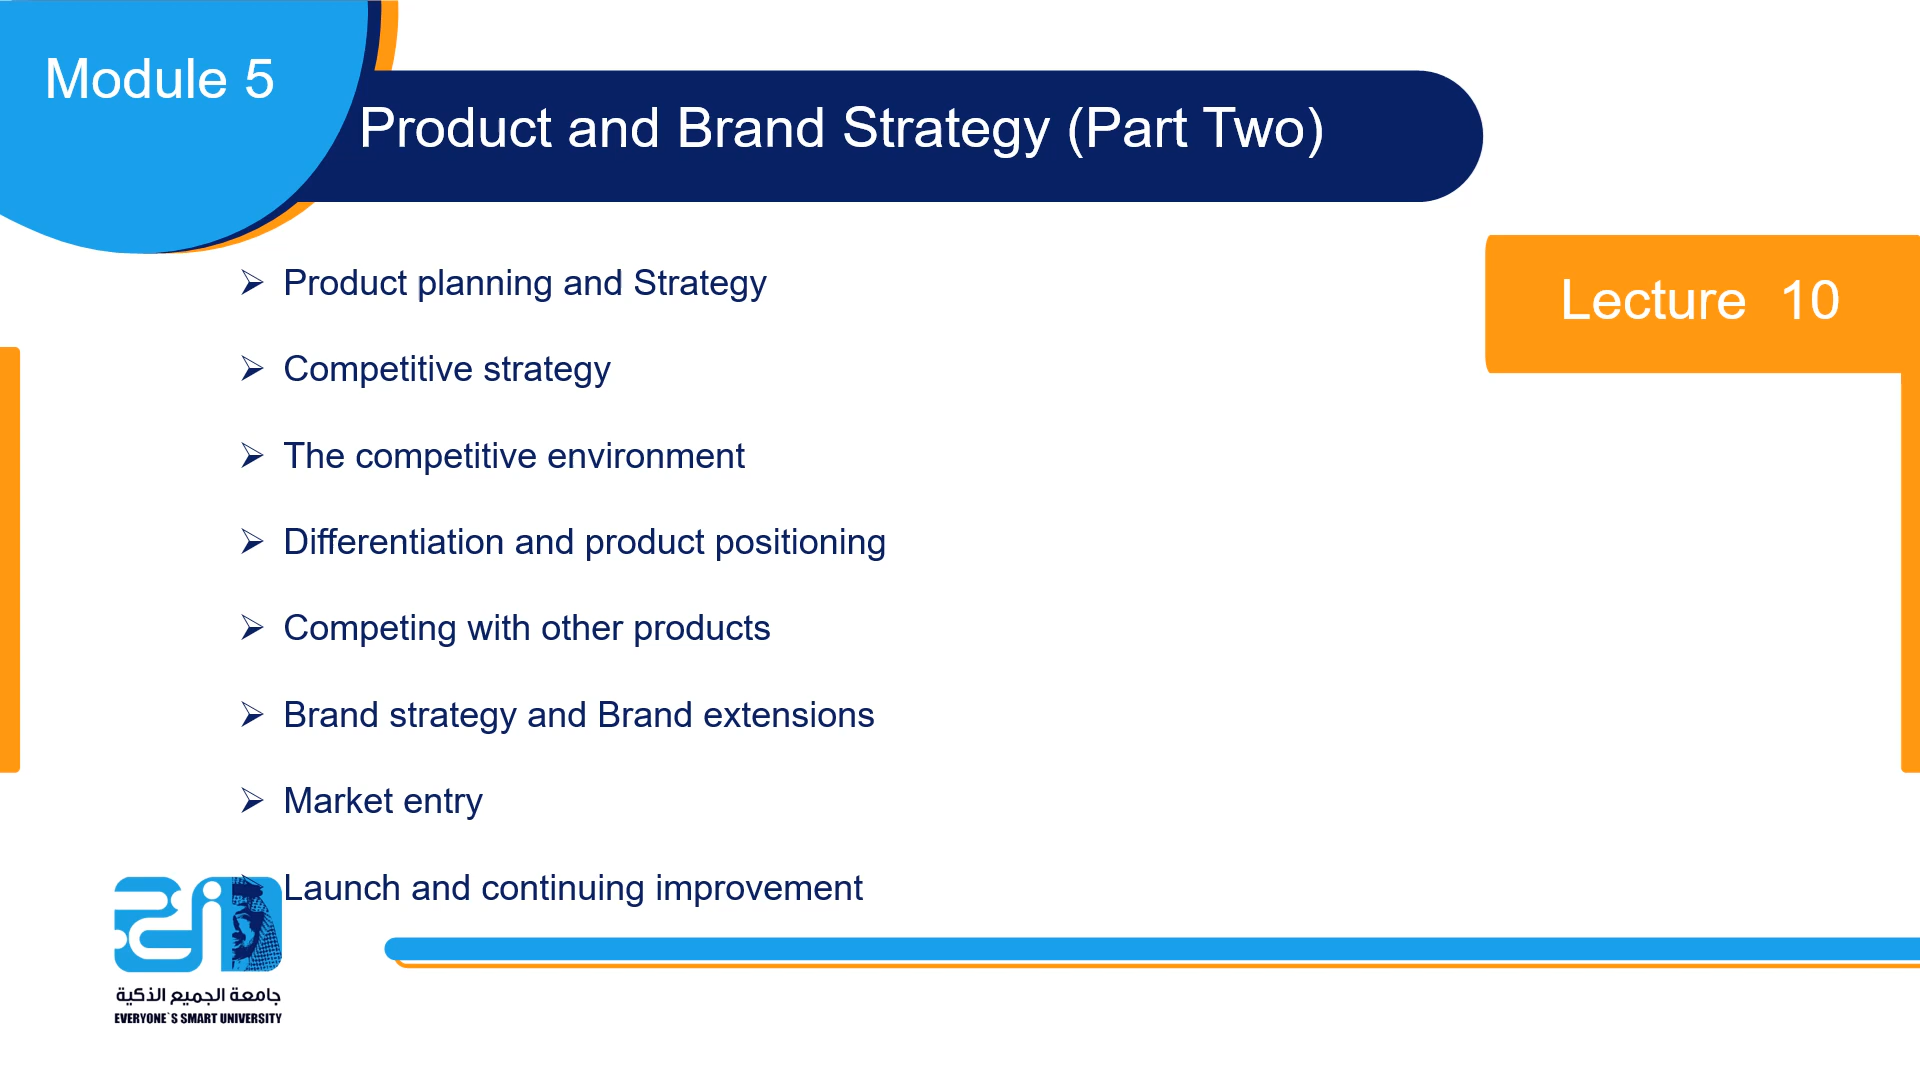 Module 5
Product and Brand Strategy (Part Two)
Lecture 10
➢ Product planning and Strategy
➢ Competitive strategy
➢ The competitive environment
➢ Differentiation and product positioning
➢ Competing with other products
➢ Brand strategy and Brand extensions
➢ Market entry
➢ Launch and continuing improvement
جامعة الجميع الذكية
EVERYONE`S SMART UNIVERSITY